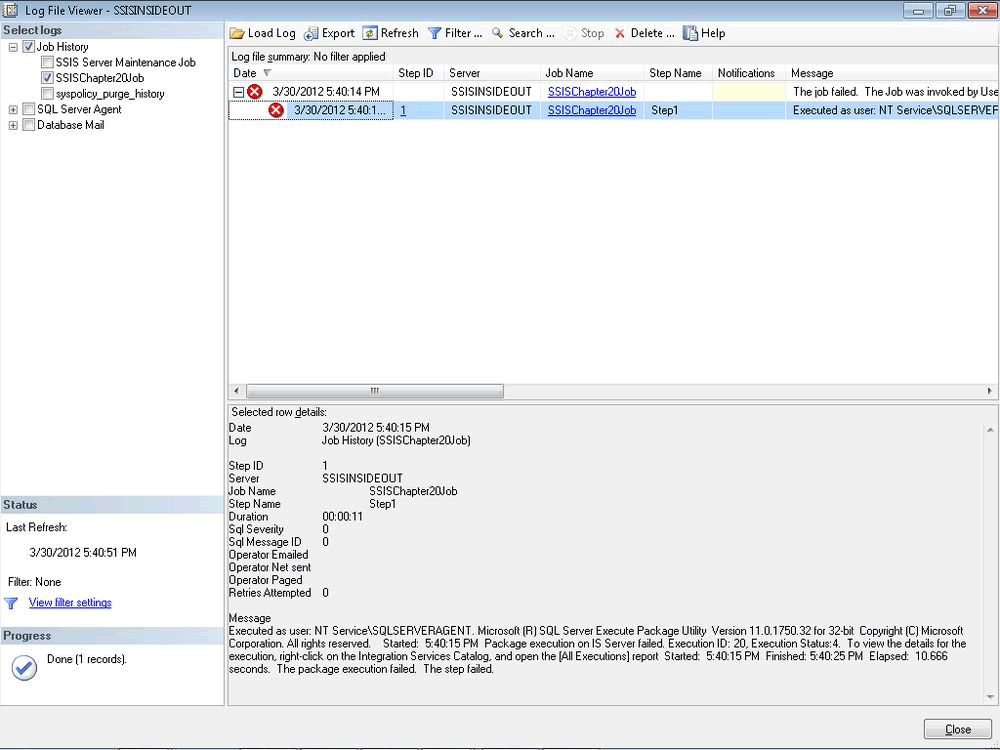 Log File Viewer - SSISINSIDEOUT
Select logs
Job History
SSIS Server Maintenance Job
SSISChapter20Job
syspolicy_purge_history
SQL Server Agent
Database Mail
Status
Last Refresh:
3/30/2012 5:40:51 PM
Filter: None
View filter settings
Progress
Done (1 records).
Load Log Export Refresh Filter ... Search ... Stop Delete ... Help
Log file summary: No filter applied
Date Step ID Server Job Name Step Name Notifications Message
3/30/2012 5:40:14 PM SSISINSIDEOUT SSISChapter20Job The job failed. The Job was invoked by Use
3/30/2012 5:40:1... 1 SSISINSIDEOUT SSISChapter20Job Step1 Executed as user: NT Service\SQLSERVER
Selected row details:
Date 3/30/2012 5:40:15 PM
Log Job History (SSISChapter20Job)
Step ID 1
Server SSISINSIDEOUT
Job Name SSISChapter20Job
Step Name Step1
Duration 00:00:11
Sql Severity 0
Sql Message ID 0
Operator Emailed
Operator Net sent
Operator Paged
Retries Attempted 0
Message
Executed as user: NT Service\SQLSERVERAGENT. Microsoft (R) SQL Server Execute Package Utility Version 11.0.1750.32 for 32-bit Copyright (C) Microsoft
Corporation. All rights reserved. Started: 5:40:15 PM Package execution on IS Server failed. Execution ID: 20, Execution Status:4. To view the details for the
execution, right-click on the Integration Services Catalog, and open the [All Executions] report Started: 5:40:15 PM Finished: 5:40:25 PM Elapsed: 10.666
seconds. The package execution failed. The step failed.
Close